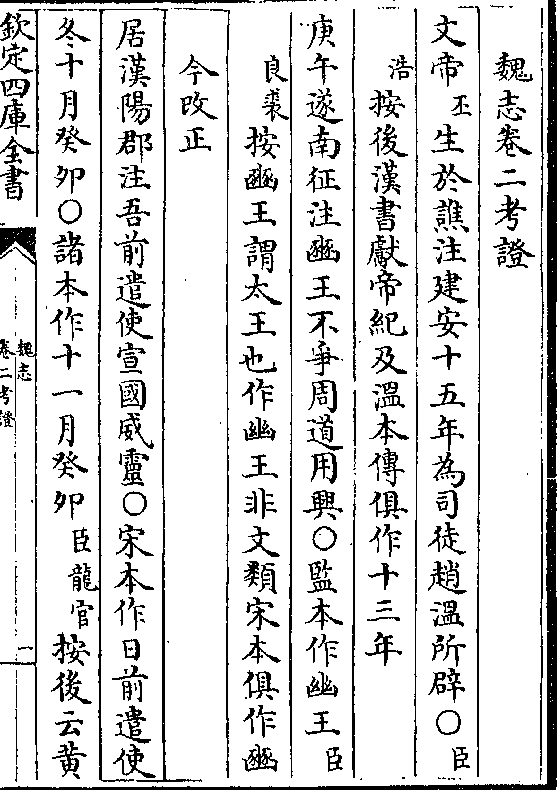 魏志卷二考證
文帝丕生於譙注建安十五年為司徒趙溫所辟○臣
浩按後漢書獻帝紀及溫本傳俱作十三年
庚午遂南征注豳王不爭周道用興○監本作幽王臣
良裘按豳王謂太王也作幽王非文類宋本俱作豳
今改正
居漢陽郡注吾前遣使宣國威靈○宋本作日前遣使
冬十月癸卯○諸本作十一月癸卯臣龍官按後云黃
欽定四庫全書
魏志
卷二考證
一